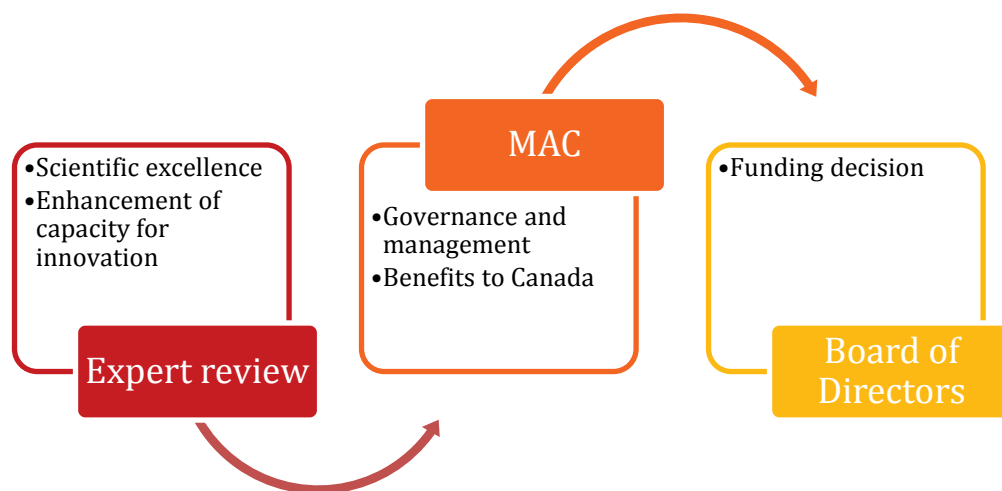 •Scientific excellence
•Enhancement of
capacity for
innovation
Expert review
MAC
•Governance and
management
•Benefits to Canada
•Funding decision
Board of
Directors